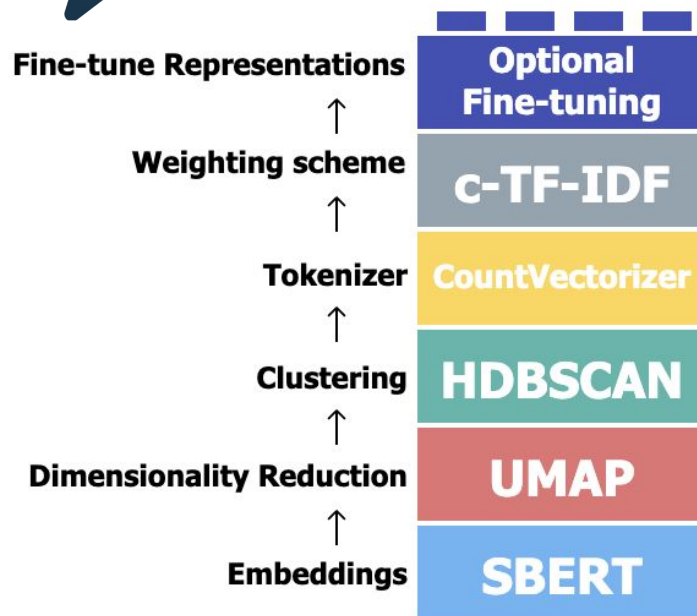 Fine-tune Representations
Optional
Fine-tuning
Weighting scheme
c-TF-IDF
Tokenizer
CountVectorizer
Clustering
HDBSCAN
Dimensionality Reduction
UMAP
Embeddings
SBERT